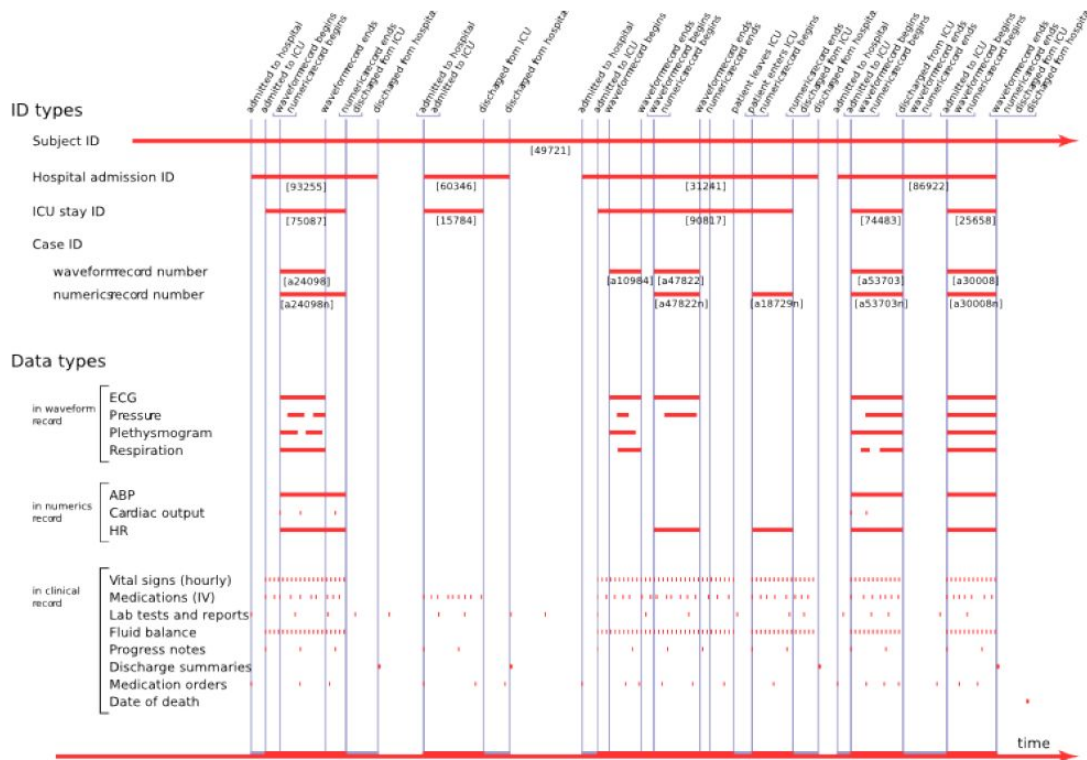 admitted to hospital
admitted to ICU
waveform record begins
numerics record begins
waveform record ends
numerics record ends
discharged from ICU
discharged from hospital
admitted to hospital
admitted to ICU
discharged from ICU
discharged from hospital
admitted to hospital
admitted to ICU
waveform record begins
waveform record ends
waveform record begins
numerics record begins
waveform record ends
numerics record ends
patient leaves ICU
patient enters ICU
numerics record begins
numerics record ends
discharged from ICU
discharged from hospital
admitted to hospital
admitted to ICU
waveform record begins
numerics record begins
discharged from ICU
waveform record ends
numerics record ends
admitted to ICU
waveform record begins
numerics record begins
waveform record ends
numerics record ends
discharged from ICU
discharged from hospital
ID types
Subject ID
[49721]
Hospital admission ID
[93255] [60346] [31241] [86922]
ICU stay ID
[75087] [15784] [90817] [74483] [25658]
Case ID
waveform record number
[a24098] [a10984] [a47822] [a53703] [a30008]
numerics record number
[a24098n] [a47822n] [a18729n] [a53703n] [a30008n]
Data types
in waveform
record
ECG
Pressure
Plethysmogram
Respiration
in numerics
record
ABP
Cardiac output
HR
in clinical
record
Vital signs (hourly)
Medications (IV)
Lab tests and reports
Fluid balance
Progress notes
Discharge summaries
Medication orders
Date of death
time